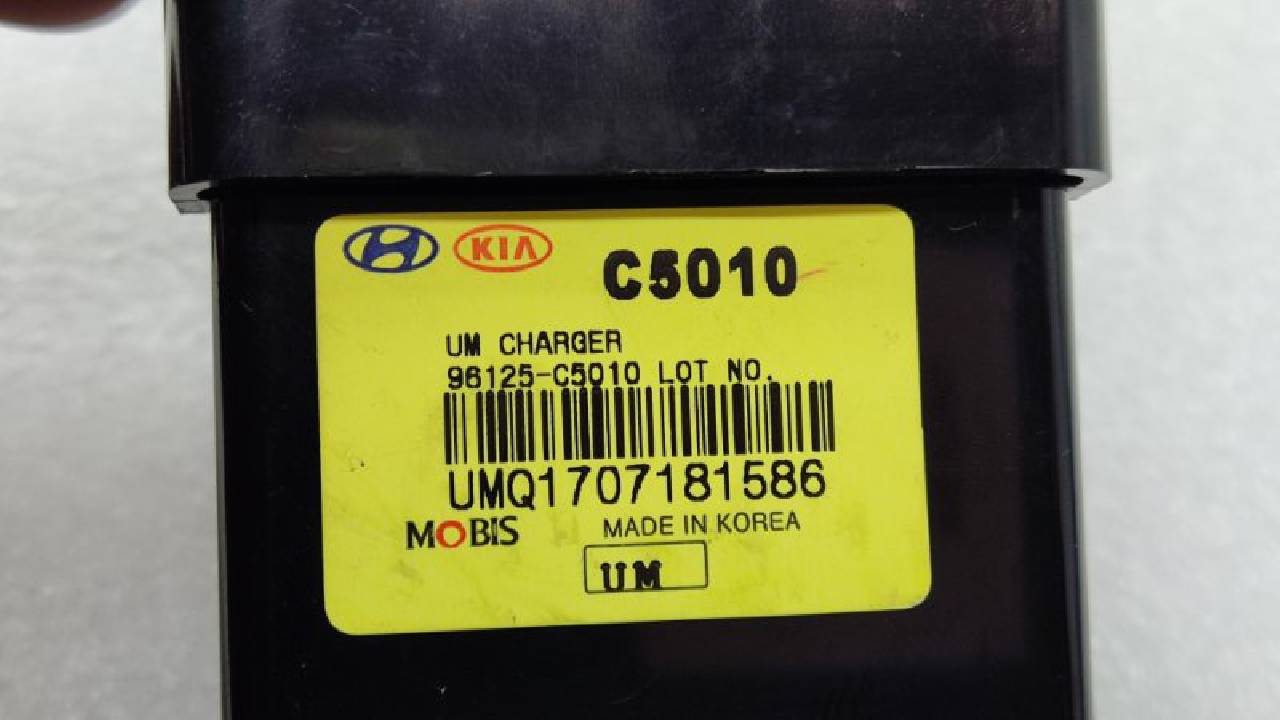 KIA
C5010
UM CHARGER
96125-C5010 LOT NO.
UMQ1707181586
MOBIS MADE IN KOREA
UM